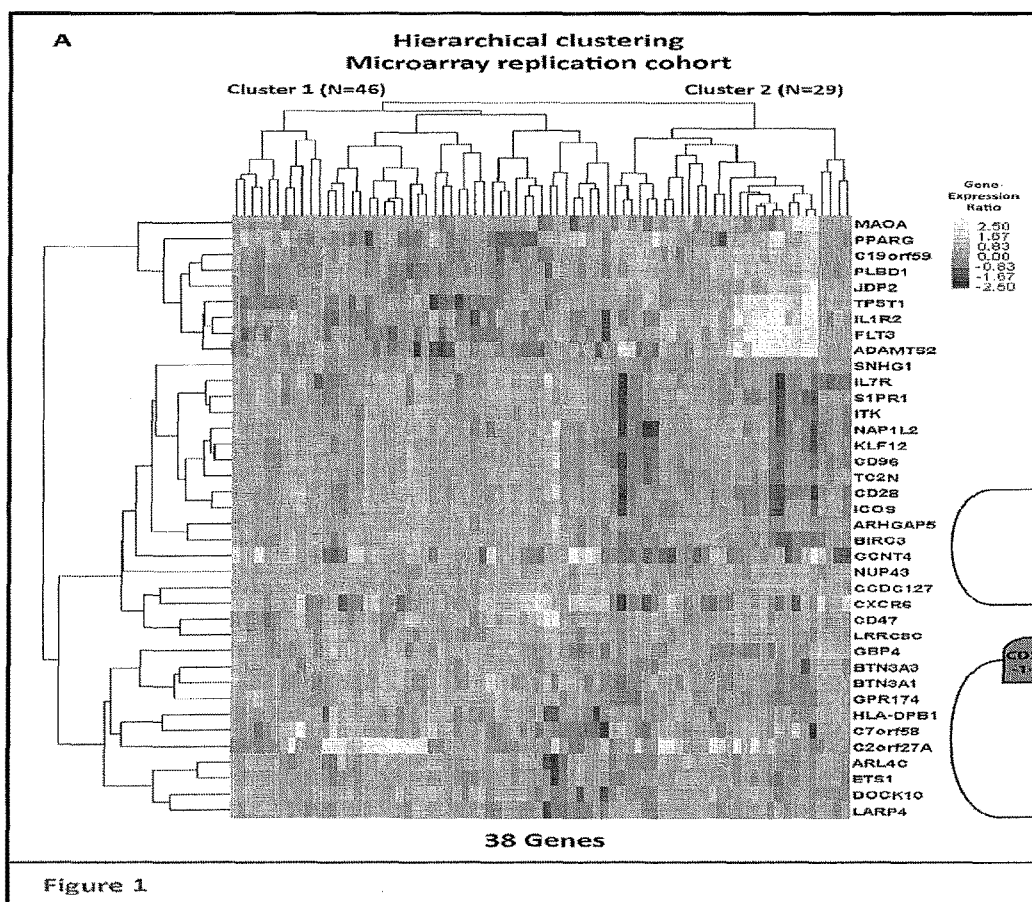 A
Hierarchical clustering
Microarray replication cohort
Cluster 1 (N=46)
Cluster 2 (N=29)
Gene
Expression
Ratio
2.50
1.67
0.83
0.00
-0.83
-1.67
-2.50
MAOA
PPARG
C19orf59
PLBD1
JDP2
TPST1
IL1R2
FLT3
ADAMTS2
SNHG1
IL7R
S1PR1
ITK
NAP1L2
KLF12
CD96
TC2N
CD28
ICOS
ARHGAP5
BIRC3
GCNT4
NUP43
CCDC127
CXCR6
CD47
LRRC8C
GBP4
BTN3A3
BTN3A1
GPR174
HLA-DPB1
C7orf58
C2orf27A
ARL4C
ETS1
DOCK10
LARP4
38 Genes
Figure 1